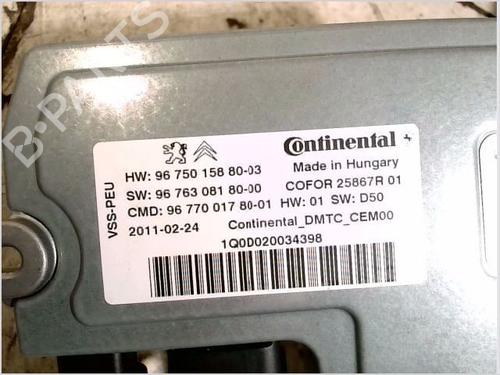 B-PARTS
Continental
HW: 96 750 158 80-03
Made in Hungary
SW: 96 763 081 80-00
COFOR 25867R 01
CMD: 96 770 017 80-01
HW: 01 SW: D50
2011-02-24
Continental_DMTC_CEM00
1Q0D020034398
VSS-PEU